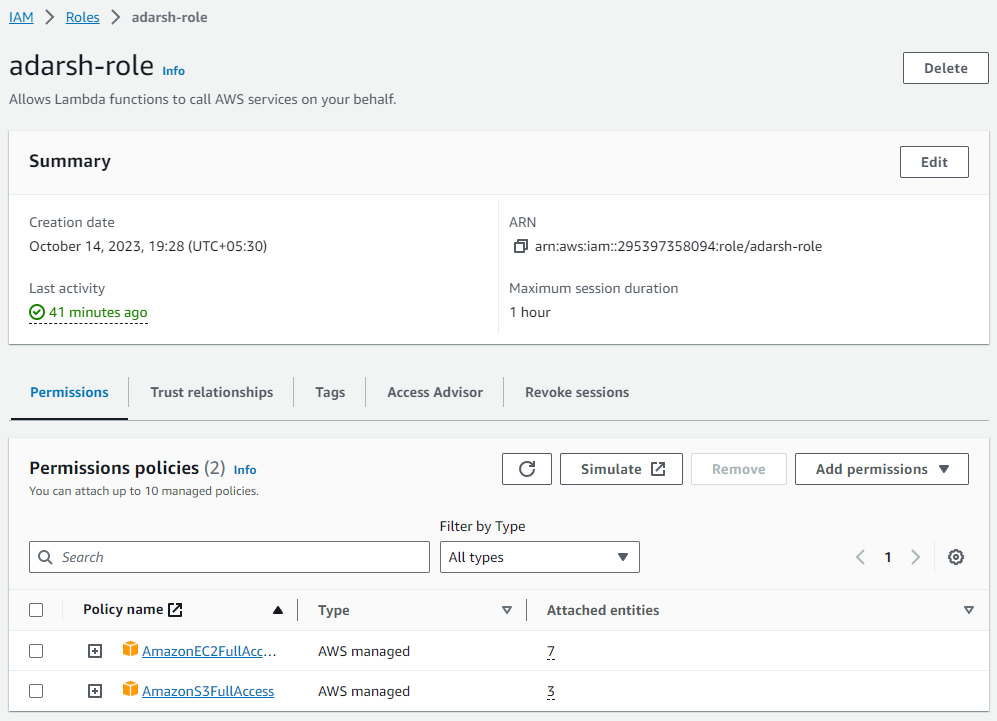 IAM > Roles > adarsh-role
adarsh-role Info
Delete
Allows Lambda functions to call AWS services on your behalf.
Summary
Edit
Creation date
October 14, 2023, 19:28 (UTC+05:30)
ARN
arn:aws:iam::295397358094:role/adarsh-role
Last activity
41 minutes ago
Maximum session duration
1 hour
Permissions Trust relationships Tags Access Advisor Revoke sessions
Permissions policies (2) Info
You can attach up to 10 managed policies.
Simulate Remove Add permissions
Filter by Type
Search All types 1
Policy name Type Attached entities
AmazonEC2FullAcc... AWS managed 7
AmazonS3FullAccess AWS managed 3